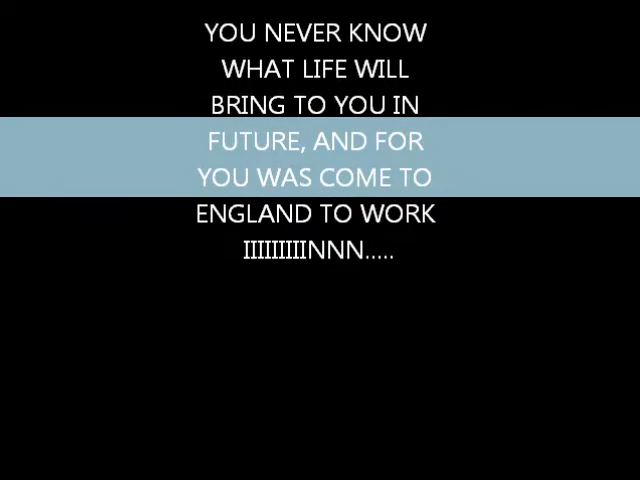 YOU NEVER KNOW
WHAT LIFE WILL
BRING TO YOU IN
FUTURE, AND FOR
YOU WAS COME TO
ENGLAND TO WORK
IIIIIIIIINNN.....